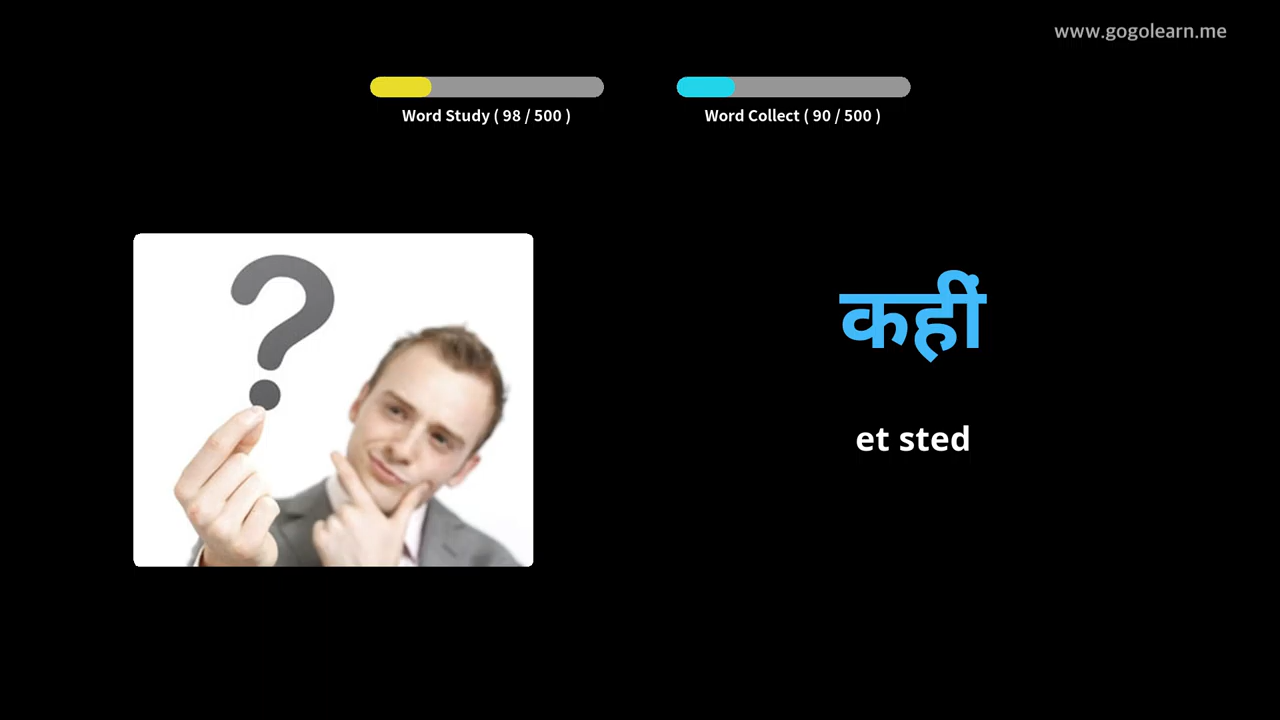 www.gogolearn.me
Word Study ( 98 / 500 )
Word Collect ( 90 / 500 )
कहीं
et sted